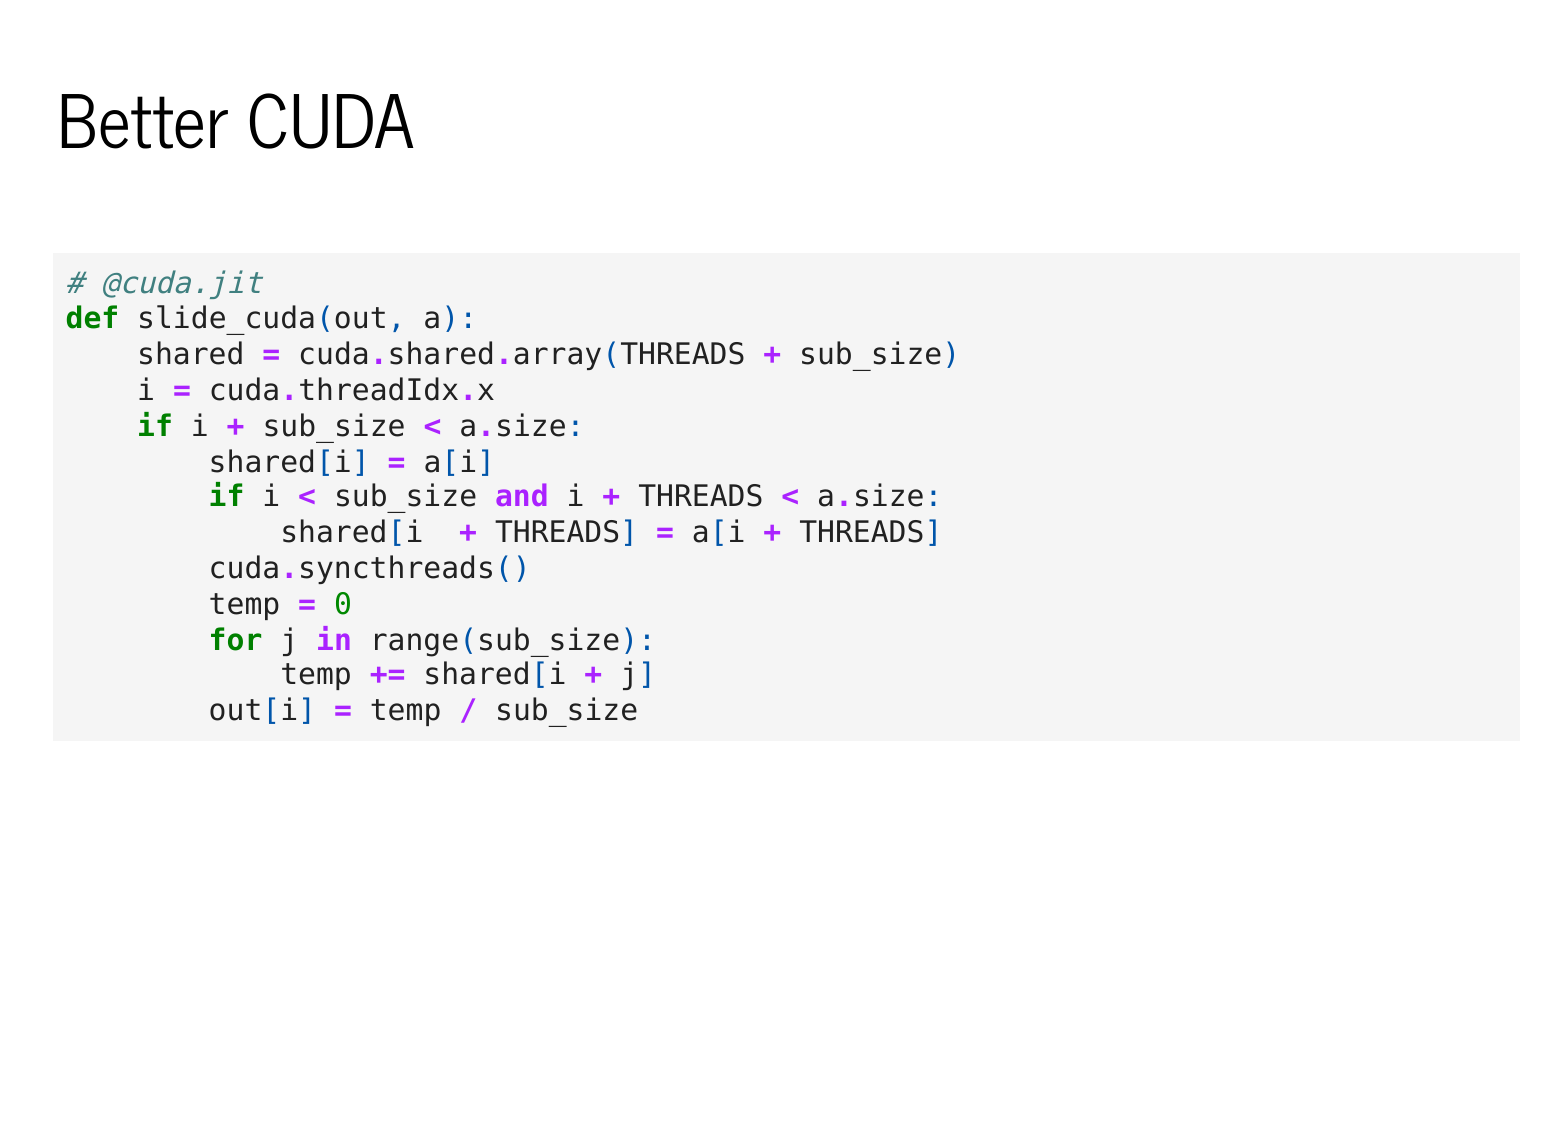 Better CUDA
# @cuda.jit
def slide_cuda(out, a):
    shared = cuda.shared.array(THREADS + sub_size)
    i = cuda.threadIdx.x
    if i + sub_size < a.size:
        shared[i] = a[i]
        if i < sub_size and i + THREADS < a.size:
            shared[i  + THREADS] = a[i + THREADS]
        cuda.syncthreads()
        temp = 0
        for j in range(sub_size):
            temp += shared[i + j]
        out[i] = temp / sub_size